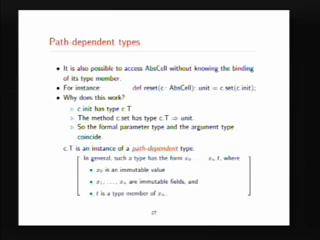 Path-dependent types
• It is also possible to access AbsCell without knowing the binding
of its type member.
• For instance: def reset(c : AbsCell): unit = c.set(c.init);
• Why does this work?
▷ c.init has type c.T
▷ The method c.set has type c.T ⇒ unit.
▷ So the formal parameter type and the argument type
coincide.
c.T is an instance of a path-dependent type.
In general, such a type has the form x₀. . . . .xₙ.t, where
• x₀ is an immutable value
• x₁, . . . , xₙ are immutable fields, and
• t is a type member of xₙ.